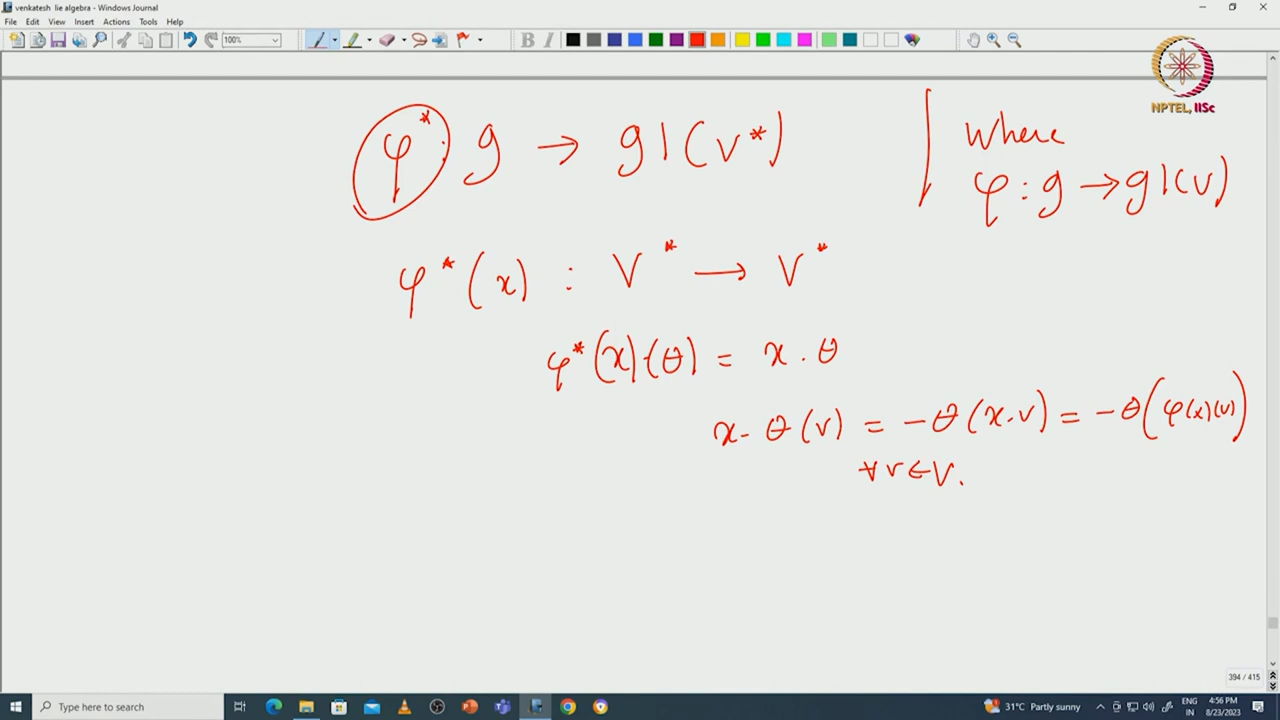 venkatesh lie algebra - Windows Journal
File Edit View Insert Actions Tools Help
100%
NPTEL, IISc
φ* : g → gl(V*)
Where
φ : g → gl(V)
φ*(x) : V* → V*
φ*(x)·(θ) = x · θ
x · θ(v) = -θ(x·v) = -θ(φ(x)(v))
∀ v ∈ V.
394 / 415
Type here to search
31°C Partly sunny
ENG
IN
4:56 PM
8/23/2023